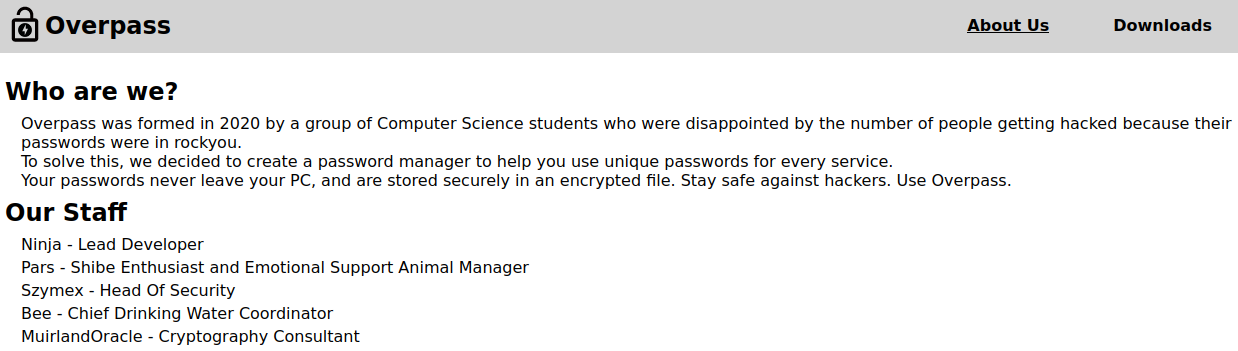 Overpass
About Us
Downloads
Who are we?
Overpass was formed in 2020 by a group of Computer Science students who were disappointed by the number of people getting hacked because their
passwords were in rockyou.
To solve this, we decided to create a password manager to help you use unique passwords for every service.
Your passwords never leave your PC, and are stored securely in an encrypted file. Stay safe against hackers. Use Overpass.
Our Staff
Ninja - Lead Developer
Pars - Shibe Enthusiast and Emotional Support Animal Manager
Szymex - Head Of Security
Bee - Chief Drinking Water Coordinator
MuirlandOracle - Cryptography Consultant